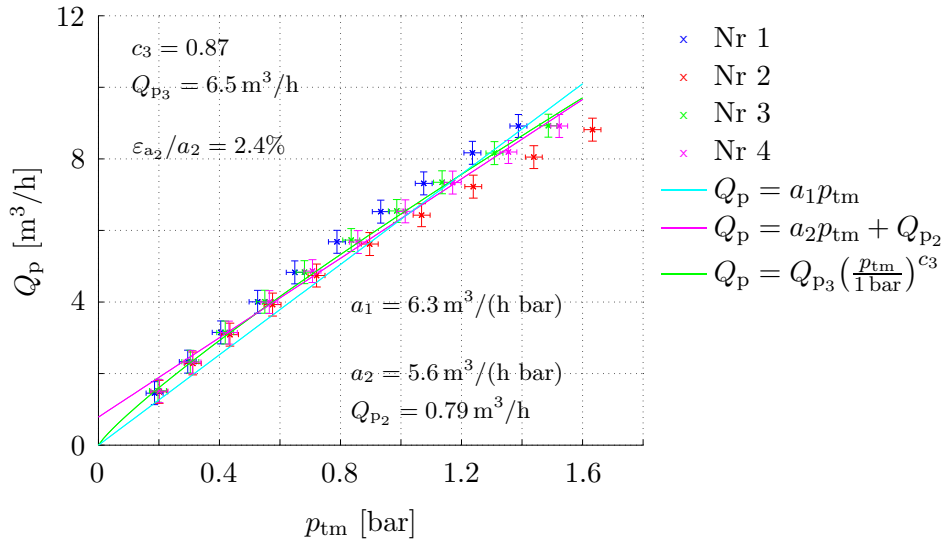 12
8
4
0
Q_p [m³/h]
0
0.4
0.8
1.2
1.6
p_tm [bar]
c₃ = 0.87
Q_p₃ = 6.5 m³/h
ε_a₂/a₂ = 2.4%
a₁ = 6.3 m³/(h bar)
a₂ = 5.6 m³/(h bar)
Q_p₂ = 0.79 m³/h
Nr 1
Nr 2
Nr 3
Nr 4
Q_p = a₁p_tm
Q_p = a₂p_tm + Q_p₂
Q_p = Q_p₃(p_tm/1 bar)^c₃